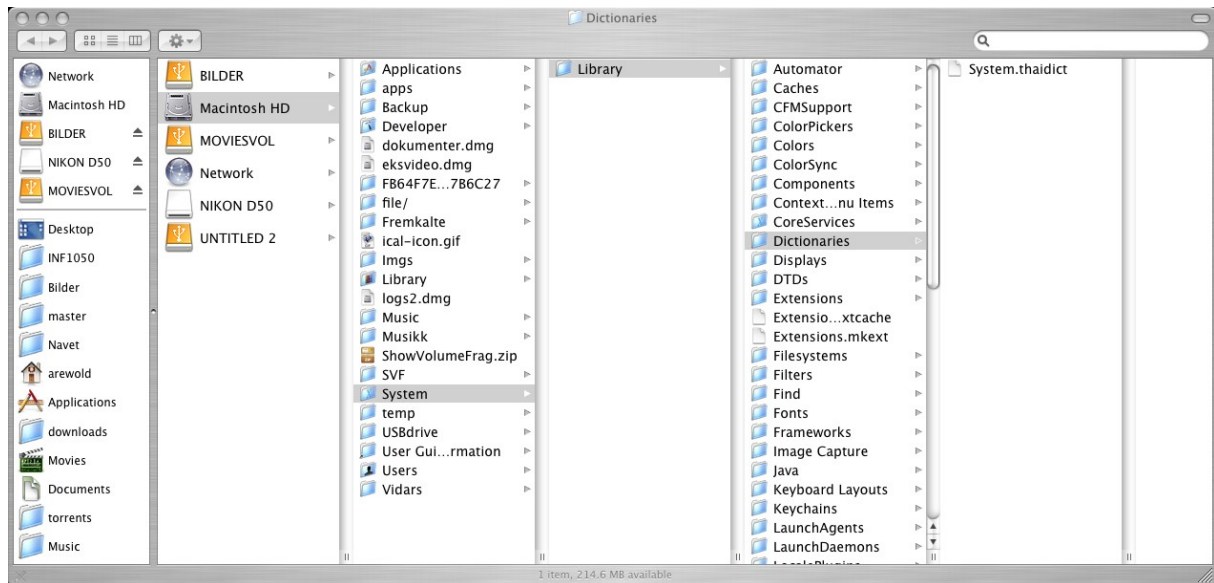 Dictionaries
Network
Macintosh HD
BILDER
NIKON D50
MOVIESVOL
Desktop
INF1050
Bilder
master
Navet
arewold
Applications
downloads
Movies
Documents
torrents
Music
BILDER
Macintosh HD
MOVIESVOL
Network
NIKON D50
UNTITLED 2
Applications
apps
Backup
Developer
dokumenter.dmg
eksvideo.dmg
FB64F7E...7B6C27
file/
Fremkalte
ical-icon.gif
Imgs
Library
logs2.dmg
Music
Musikk
ShowVolumeFrag.zip
SVF
System
temp
USBdrive
User Gui...rmation
Users
Vidars
Library
Automator
Caches
CFMSupport
ColorPickers
Colors
ColorSync
Components
Context...nu Items
CoreServices
Dictionaries
Displays
DTDs
Extensions
Extensio...xtcache
Extensions.mkext
Filesystems
Filters
Find
Fonts
Frameworks
Image Capture
Java
Keyboard Layouts
Keychains
LaunchAgents
LaunchDaemons
System.thaidict
1 item, 214.6 MB available